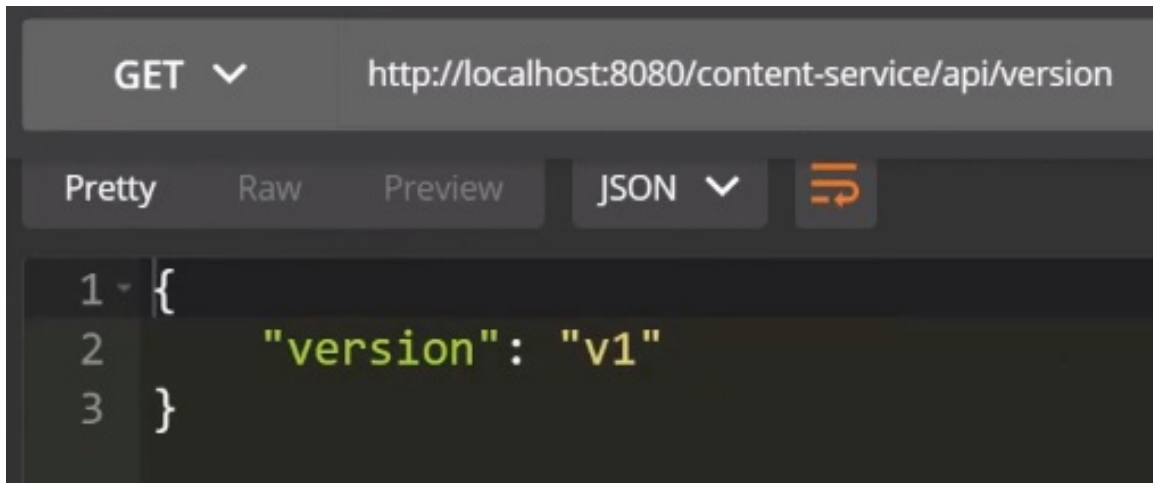 GET http://localhost:8080/content-service/api/version
Pretty Raw Preview JSON
1 {
2 "version": "v1"
3 }